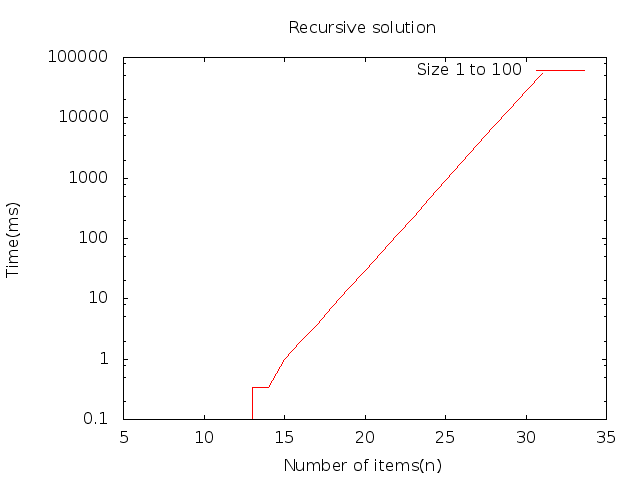 Recursive solution
Size 1 to 100
100000
10000
1000
100
10
1
0.1
Time(ms)
5 10 15 20 25 30 35
Number of items(n)